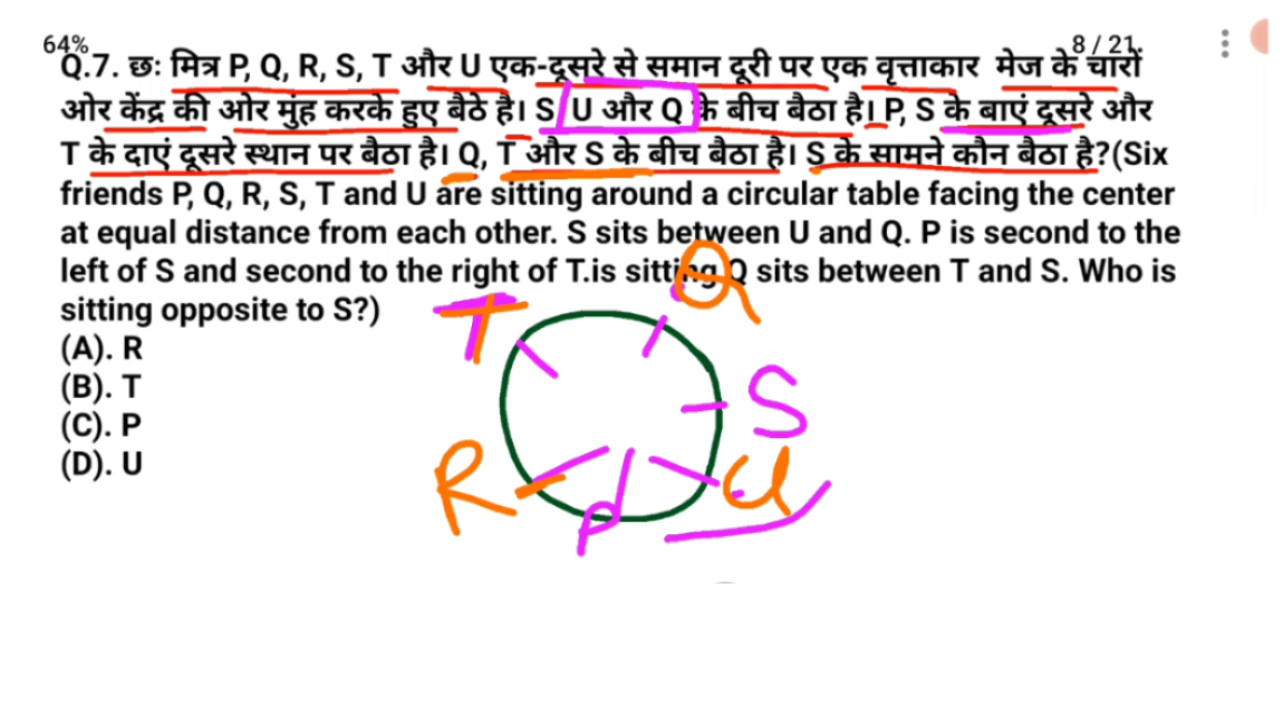 64%
8 / 21
Q.7. छः मित्र P, Q, R, S, T और U एक-दूसरे से समान दूरी पर एक वृत्ताकार मेज के चारों
ओर केंद्र की ओर मुंह करके हुए बैठे है। S U और Q के बीच बैठा है। P, S के बाएं दूसरे और
T के दाएं दूसरे स्थान पर बैठा है। Q, T और S के बीच बैठा है। S के सामने कौन बैठा है?(Six
friends P, Q, R, S, T and U are sitting around a circular table facing the center
at equal distance from each other. S sits between U and Q. P is second to the
left of S and second to the right of T.is sitting Q sits between T and S. Who is
sitting opposite to S?)
(A). R
(B). T
(C). P
(D). U
Q
T
S
R
U
P